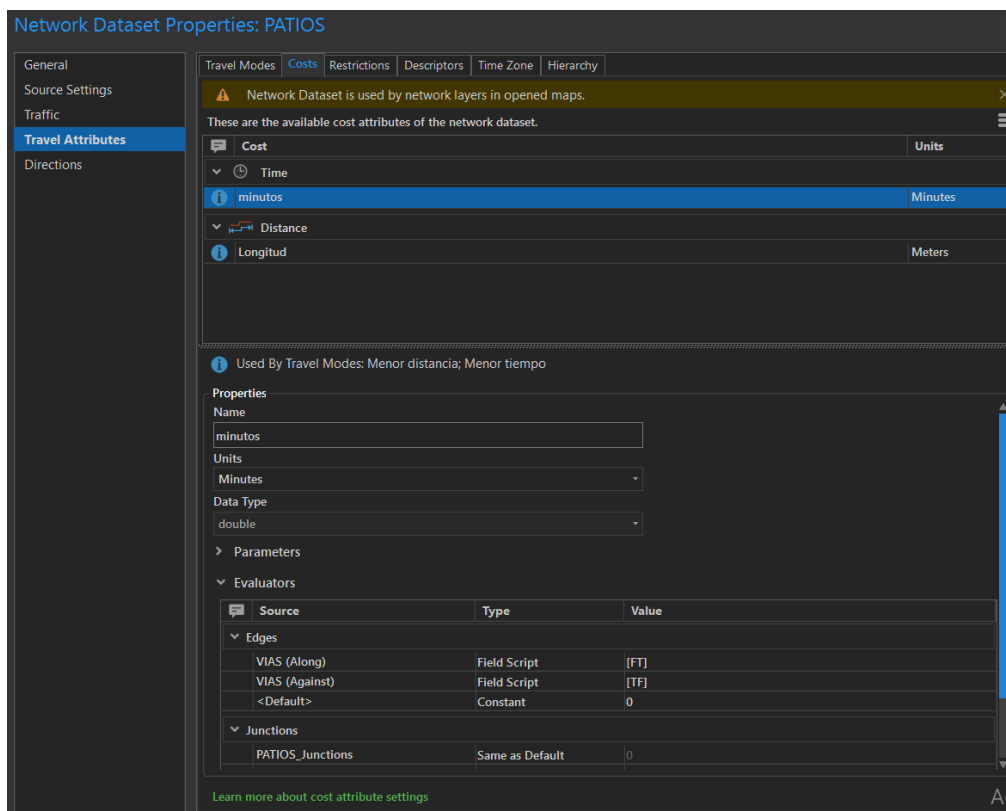 Network Dataset Properties: PATIOS
General
Source Settings
Traffic
Travel Attributes
Directions
Travel Modes Costs Restrictions Descriptors Time Zone Hierarchy
Network Dataset is used by network layers in opened maps.
These are the available cost attributes of the network dataset.
Cost Units
Time
minutos Minutes
Distance
Longitud Meters
Used By Travel Modes: Menor distancia; Menor tiempo
Properties
Name
minutos
Units
Minutes
Data Type
double
Parameters
Evaluators
Source Type Value
Edges
VIAS (Along) Field Script [FT]
VIAS (Against) Field Script [TF]
<Default> Constant 0
Junctions
PATIOS_Junctions Same as Default 0
Learn more about cost attribute settings